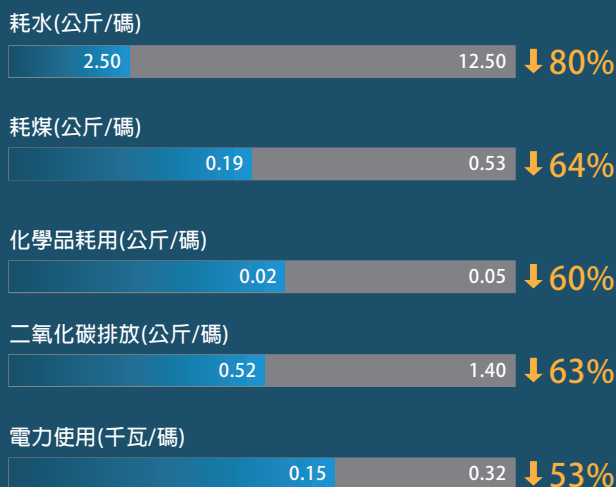 耗水(公斤/碼)
2.50 12.50 80%
耗煤(公斤/碼)
0.19 0.53 64%
化學品耗用(公斤/碼)
0.02 0.05 60%
二氧化碳排放(公斤/碼)
0.52 1.40 63%
電力使用(千瓦/碼)
0.15 0.32 53%